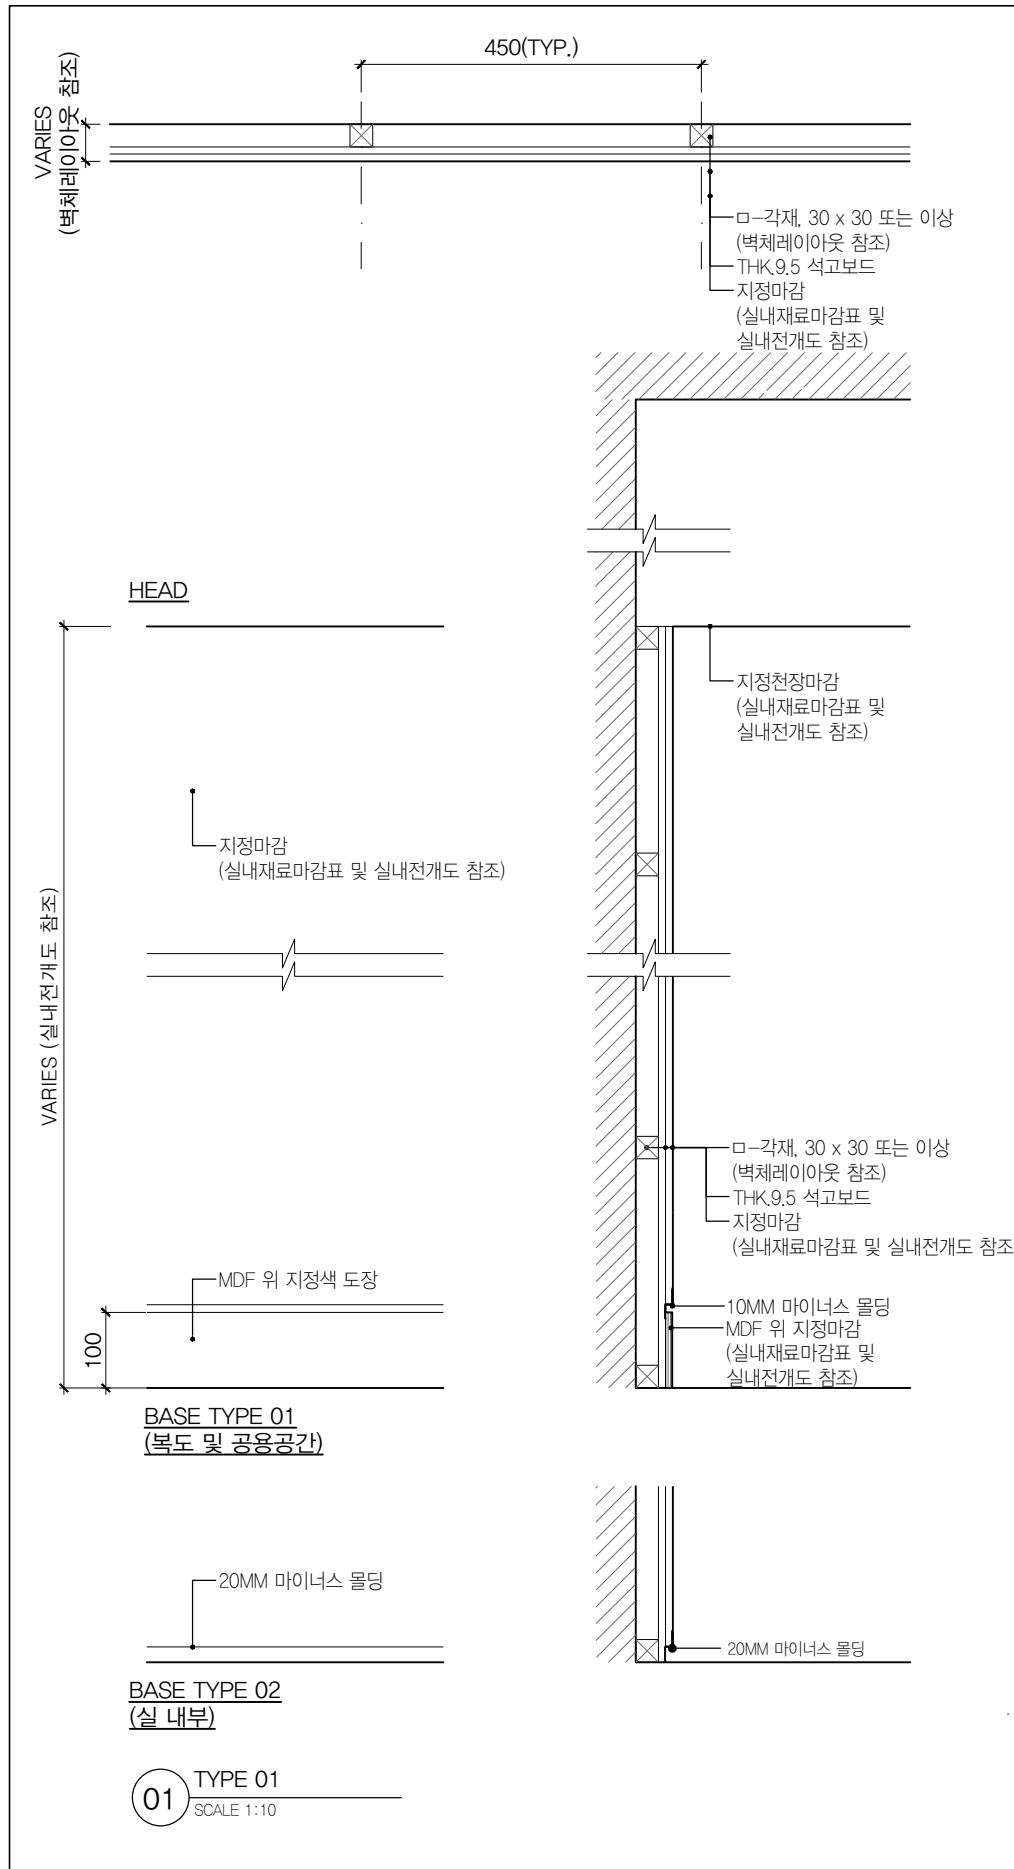 450(TYP.)
VARIES
(벽체레이아웃 참조)
ㅁ-각재, 30 x 30 또는 이상
(벽체레이아웃 참조)
THK.9.5 석고보드
지정마감
(실내재료마감표 및
실내전개도 참조)
HEAD
지정천장마감
(실내재료마감표 및
실내전개도 참조)
지정마감
(실내재료마감표 및 실내전개도 참조)
VARIES (실내전개도 참조)
ㅁ-각재, 30 x 30 또는 이상
(벽체레이아웃 참조)
THK.9.5 석고보드
지정마감
(실내재료마감표 및 실내전개도 참조
MDF 위 지정색 도장
10MM 마이너스 몰딩
MDF 위 지정마감
(실내재료마감표 및
실내전개도 참조)
100
BASE TYPE 01
(복도 및 공용공간)
20MM 마이너스 몰딩
20MM 마이너스 몰딩
BASE TYPE 02
(실 내부)
01
TYPE 01
SCALE 1:10